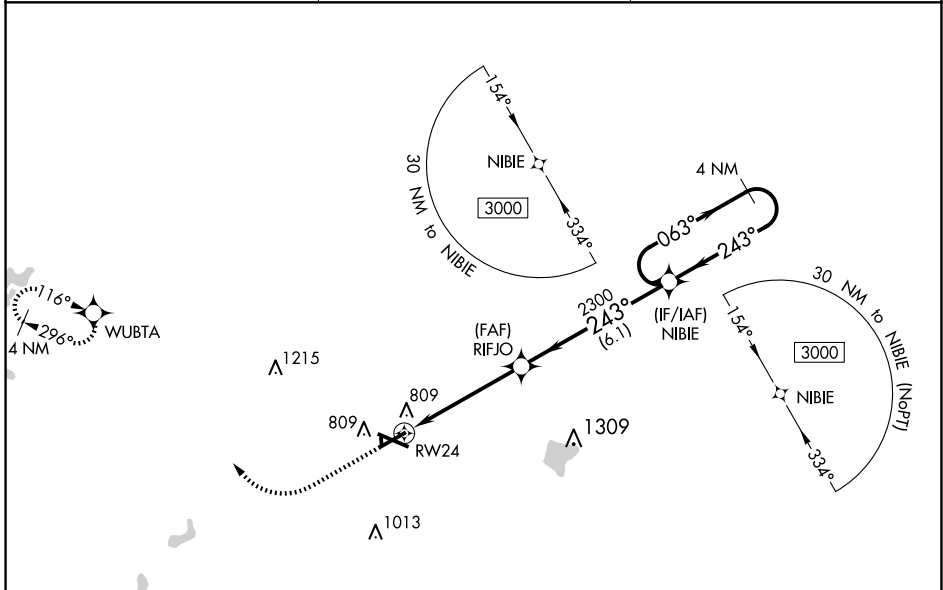 154°
NIBIE
3000
334°
30 NM to NIBIE
4 NM
063°
243°
2300
243°
(6.1)
(IF/IAF)
NIBIE
(FAF)
RIFJO
30 NM to NIBIE (NoPT)
154°
3000
NIBIE
334°
116°
296°
4 NM
WUBTA
1215
809
809
RW24
1309
1013